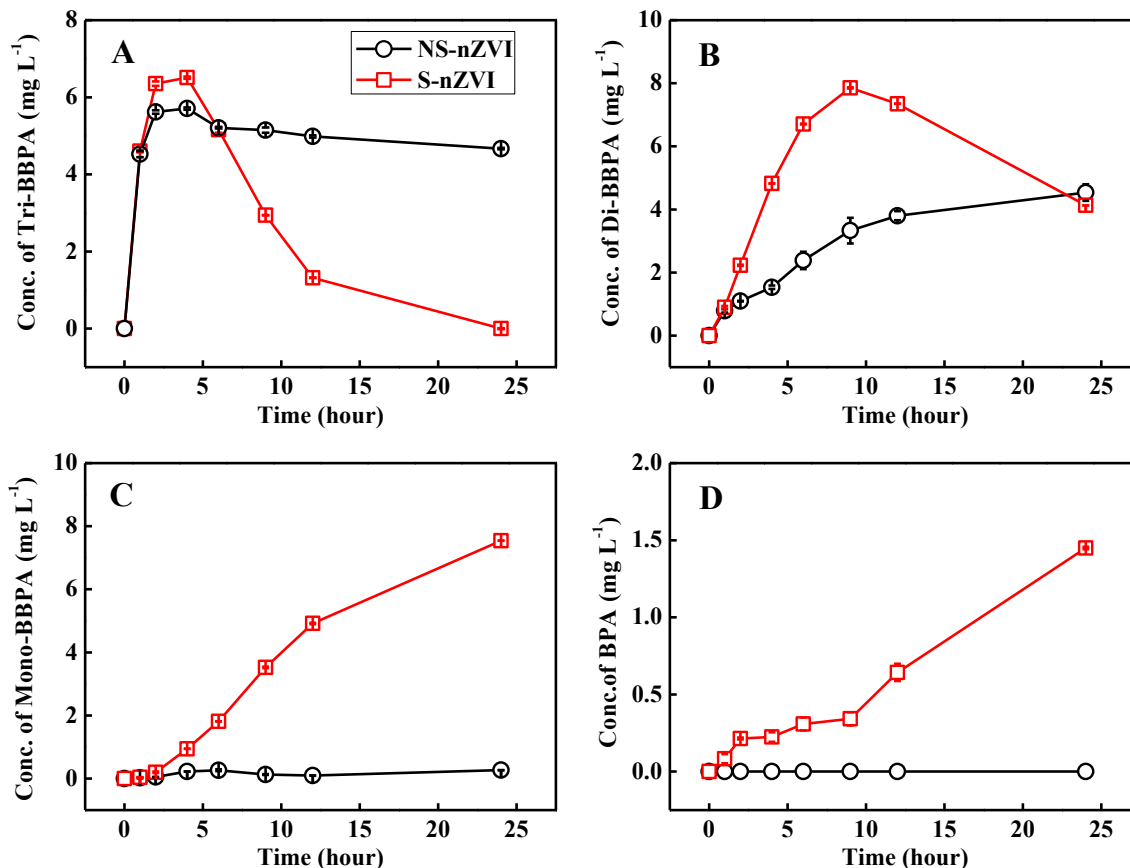 A
NS-nZVI
S-nZVI
Conc. of Tri-BBPA (mg L⁻¹)
8
6
4
2
0
0 5 10 15 20 25
Time (hour)
B
Conc. of Di-BBPA (mg L⁻¹)
10
8
6
4
2
0
0 5 10 15 20 25
Time (hour)
C
Conc. of Mono-BBPA (mg L⁻¹)
10
8
6
4
2
0
0 5 10 15 20 25
Time (hour)
D
Conc.of BPA (mg L⁻¹)
2.0
1.5
1.0
0.5
0.0
0 5 10 15 20 25
Time (hour)